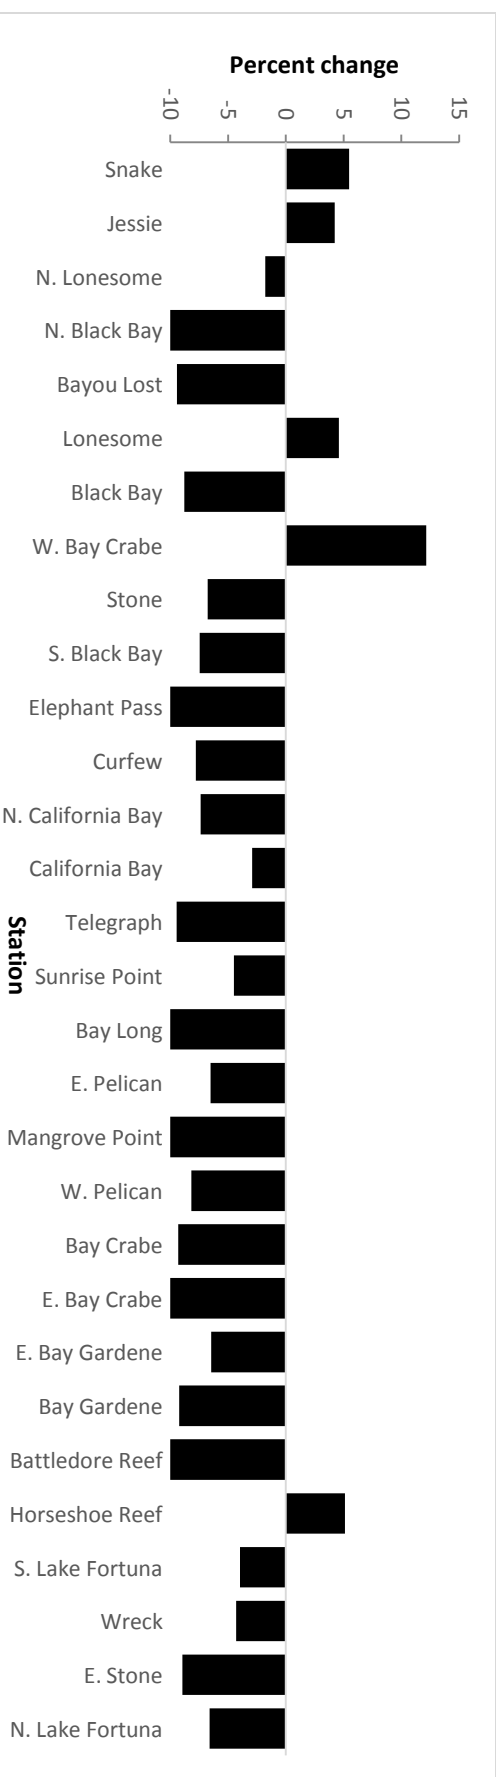 Percent change
-10
-5
0
5
10
15
Snake
Jessie
N. Lonesome
N. Black Bay
Bayou Lost
Lonesome
Black Bay
W. Bay Crabe
Stone
S. Black Bay
Elephant Pass
Curfew
N. California Bay
California Bay
Telegraph
Sunrise Point
Bay Long
E. Pelican
Mangrove Point
W. Pelican
Bay Crabe
E. Bay Crabe
E. Bay Gardene
Bay Gardene
Battledore Reef
Horseshoe Reef
S. Lake Fortuna
Wreck
E. Stone
N. Lake Fortuna
Station